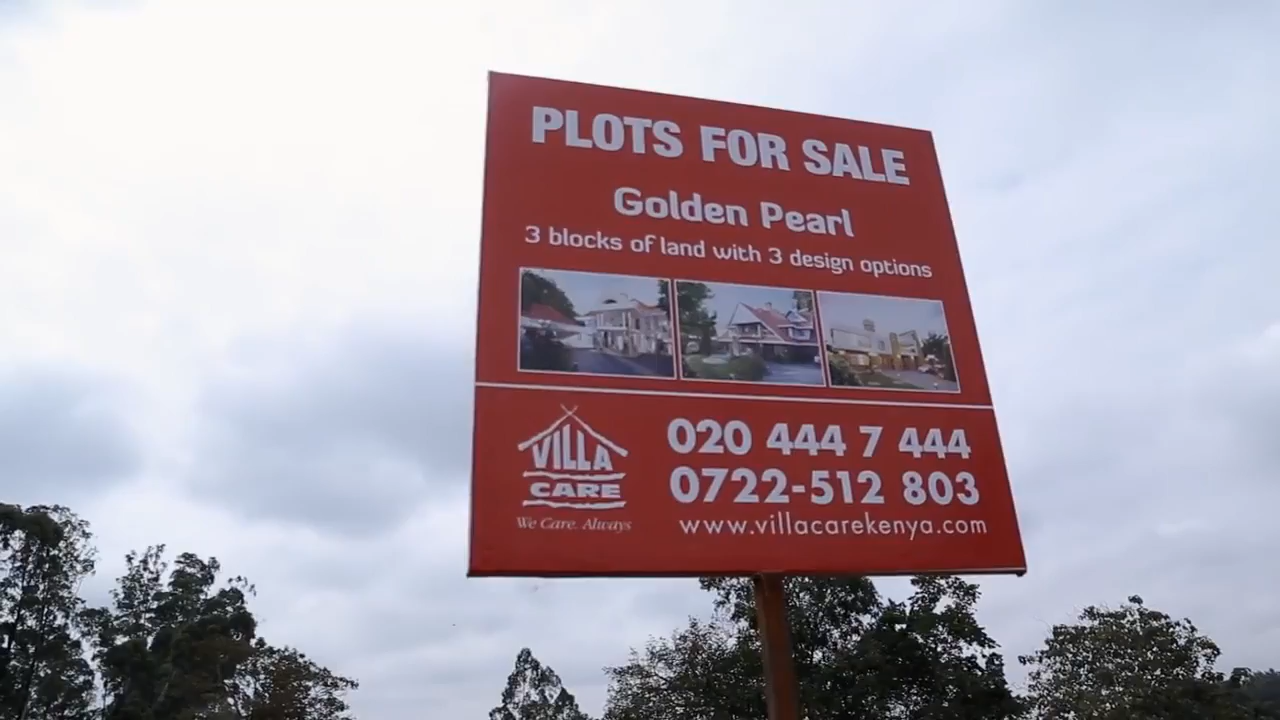 PLOTS FOR SALE
Golden Pearl
3 blocks of land with 3 design options
VILLA
CARE
We Care. Always
020 444 7 444
0722-512 803
www.villacarekenya.com